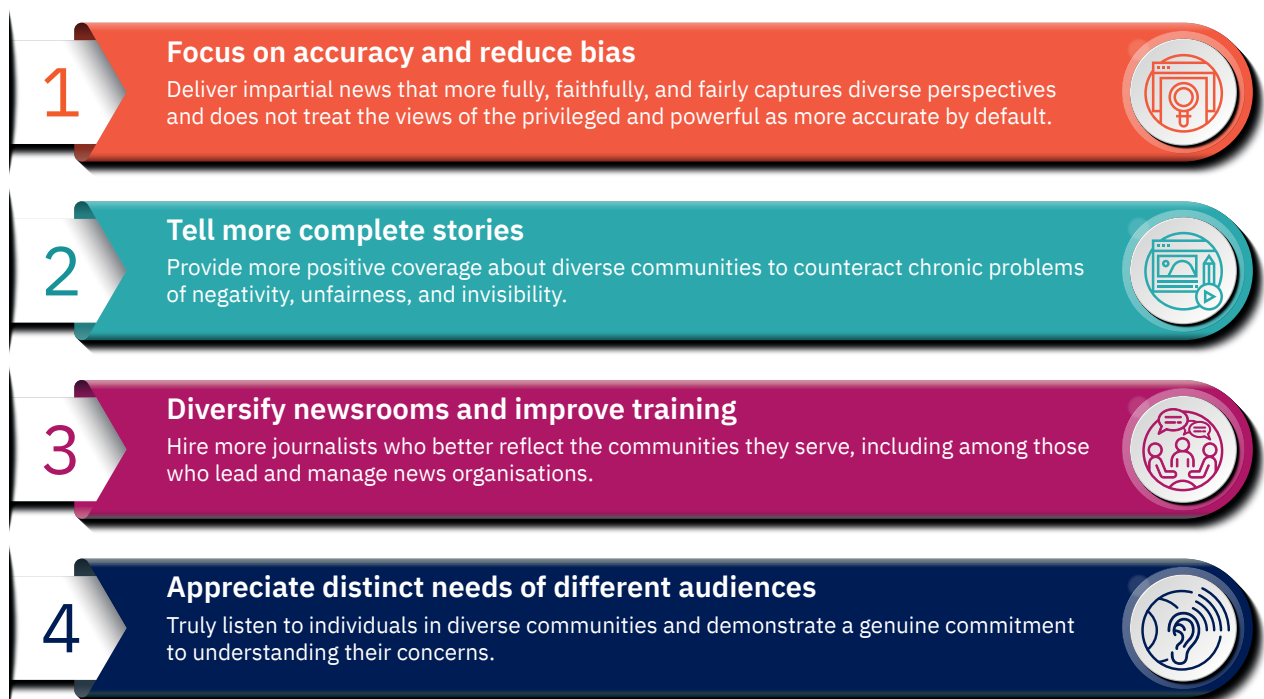 1
Focus on accuracy and reduce bias
Deliver impartial news that more fully, faithfully, and fairly captures diverse perspectives
and does not treat the views of the privileged and powerful as more accurate by default.
2
Tell more complete stories
Provide more positive coverage about diverse communities to counteract chronic problems
of negativity, unfairness, and invisibility.
3
Diversify newsrooms and improve training
Hire more journalists who better reflect the communities they serve, including among those
who lead and manage news organisations.
4
Appreciate distinct needs of different audiences
Truly listen to individuals in diverse communities and demonstrate a genuine commitment
to understanding their concerns.